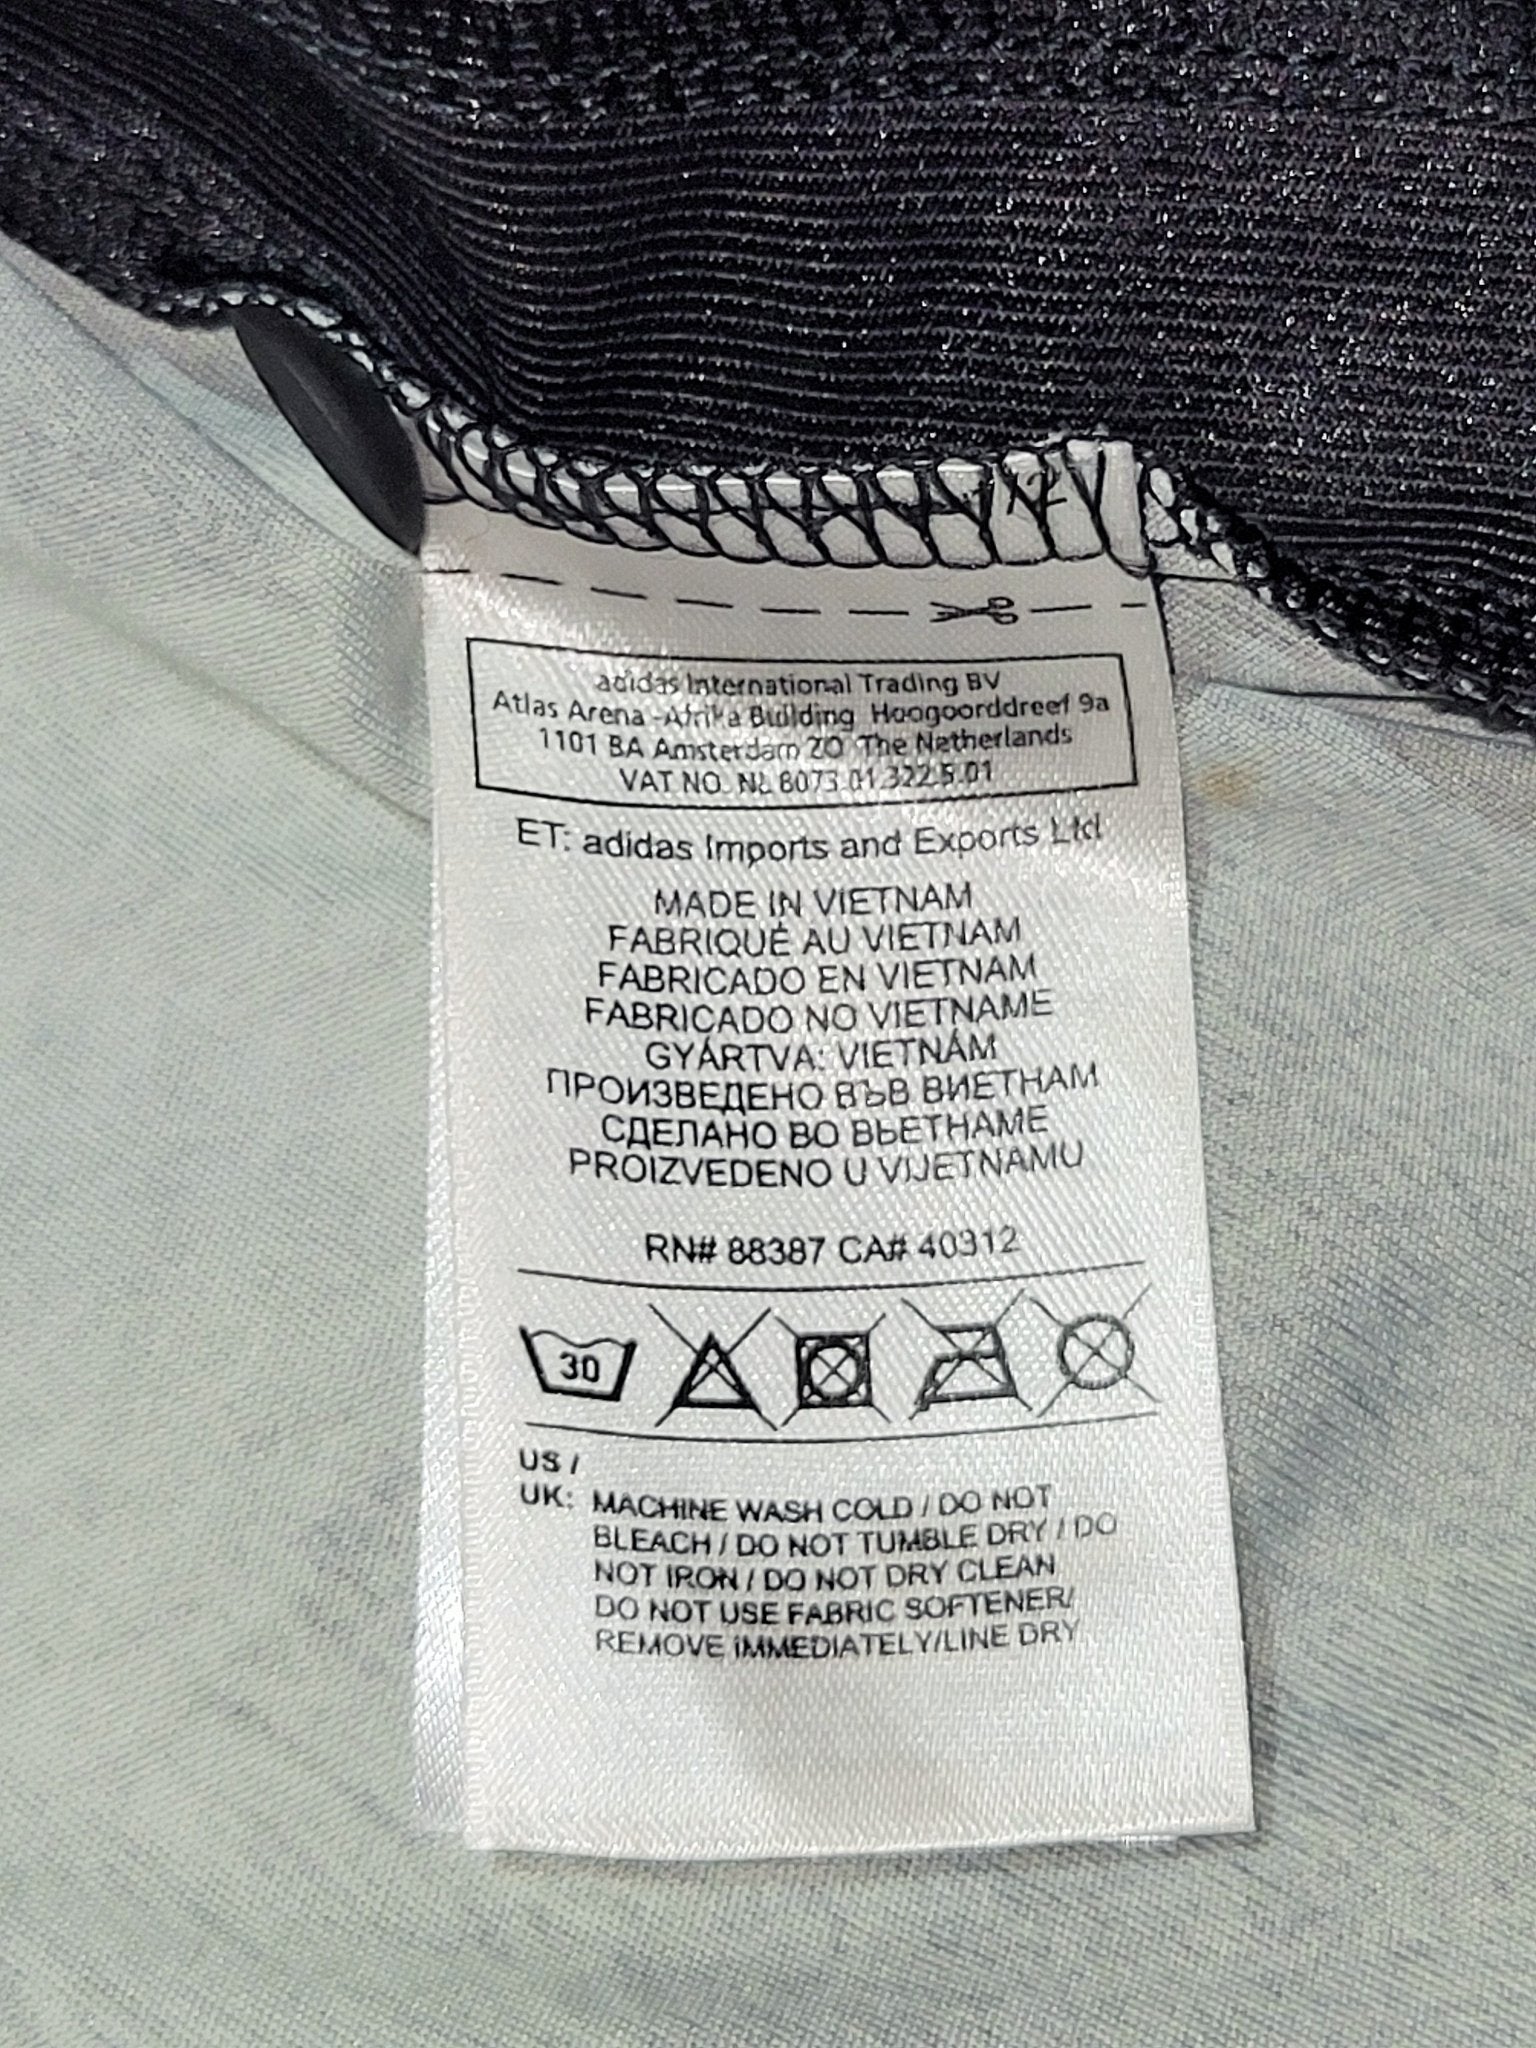 adidas International Trading BV
Atlas Arena -Afrika Building Hoogoorddreef 9a
1101 BA Amsterdam ZO The Netherlands
VAT NO. NL 8073.01.322.5.01
ET: adidas Imports and Exports Ltd
MADE IN VIETNAM
FABRIQUÉ AU VIETNAM
FABRICADO EN VIETNAM
FABRICADO NO VIETNAME
GYÁRTVA: VIETNÁM
ПРОИЗВЕДЕНО ВЪВ ВИЕТНАМ
СДЕЛАНО ВО ВЬЕТНАМЕ
PROIZVEDENO U VIJETNAMU
RN# 88387 CA# 40312
30
US /
UK: MACHINE WASH COLD / DO NOT
BLEACH / DO NOT TUMBLE DRY / DO
NOT IRON / DO NOT DRY CLEAN
DO NOT USE FABRIC SOFTENER/
REMOVE IMMEDIATELY/LINE DRY